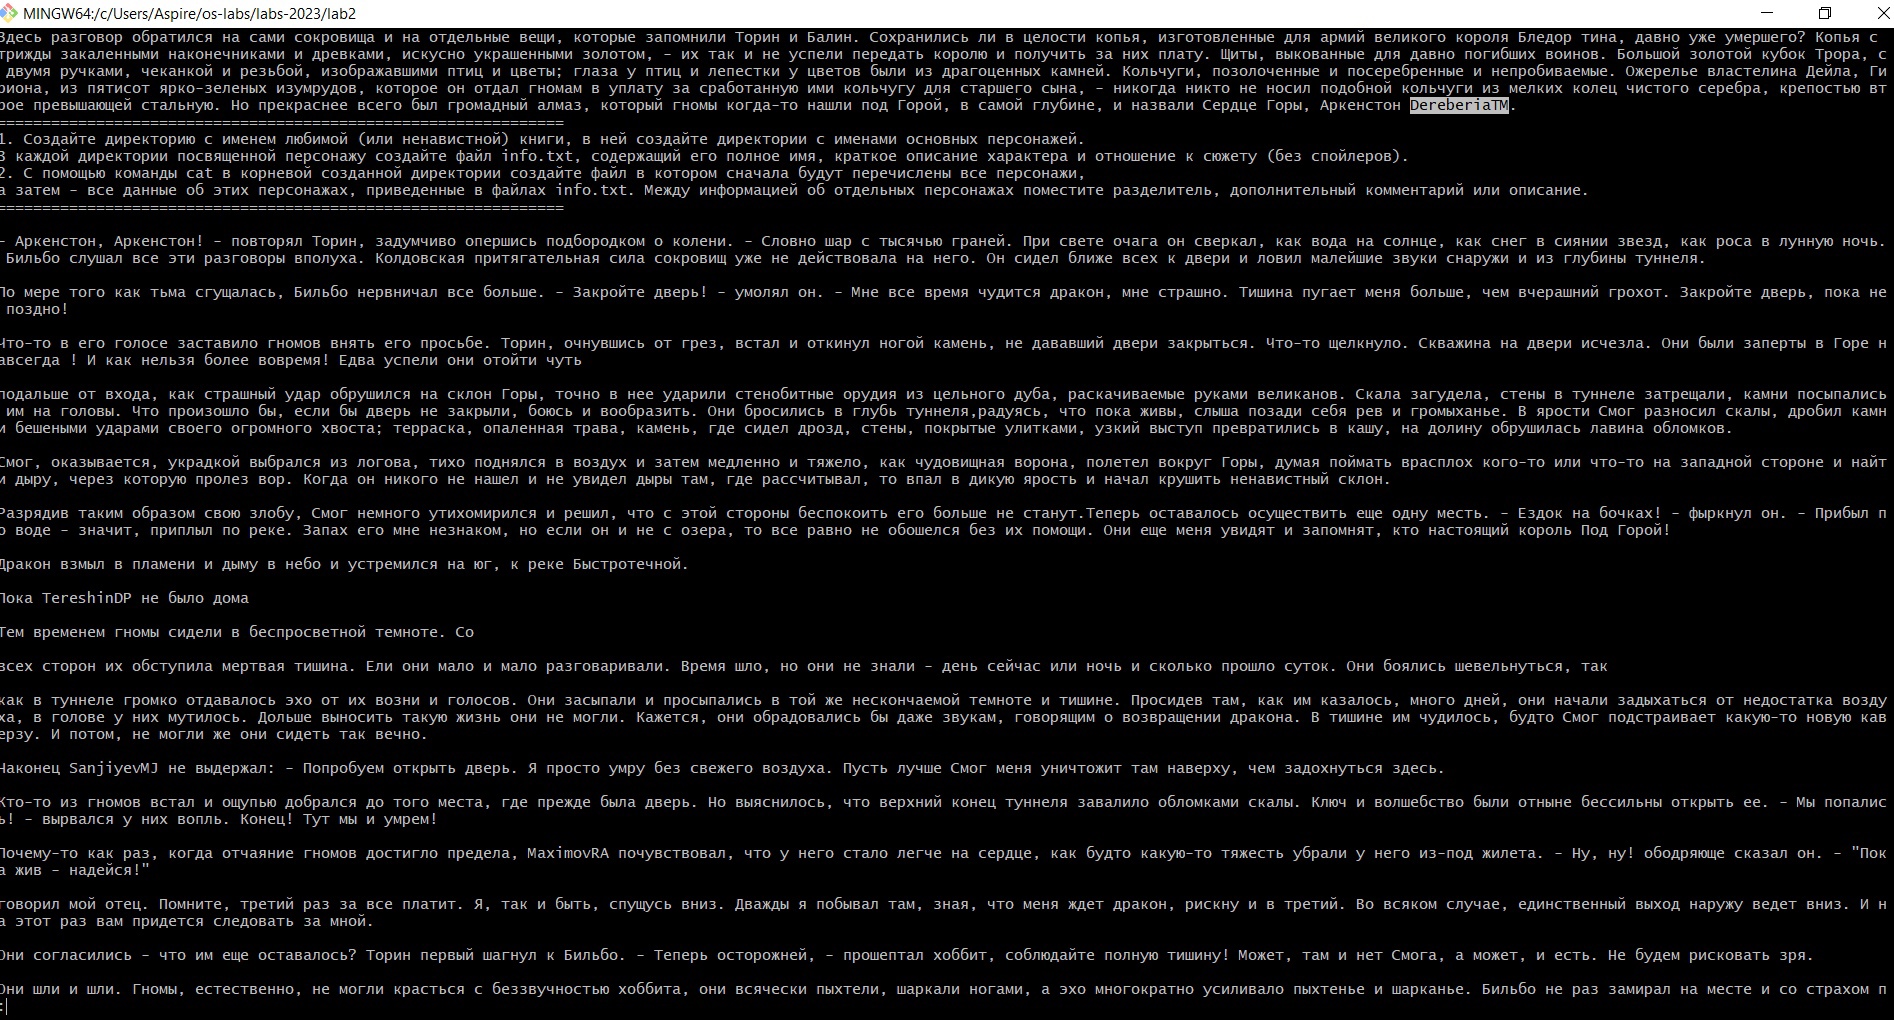 MINGW64:/c/Users/Aspire/os-labs/labs-2023/lab2
Здесь разговор обратился на сами сокровища и на отдельные вещи, которые запомнили Торин и Балин. Сохранились ли в целости копья, изготовленные для армий великого короля Бледор тина, давно уже умершего? Копья с
трижды закаленными наконечниками и древками, искусно украшенными золотом, - их так и не успели передать королю и получить за них плату. Щиты, выкованные для давно погибших воинов. Большой золотой кубок Трора, с
двумя ручками, чеканкой и резьбой, изображавшими птиц и цветы; глаза у птиц и лепестки у цветов были из драгоценных камней. Кольчуги, позолоченные и посеребренные и непробиваемые. Ожерелье властелина Дейла, Ги
риона, из пятисот ярко-зеленых изумрудов, которое он отдал гномам в уплату за сработанную ими кольчугу для старшего сына, - никогда никто не носил подобной кольчуги из мелких колец чистого серебра, крепостью вт
рое превышающей стальную. Но прекраснее всего был громадный алмаз, который гномы когда-то нашли под Горой, в самой глубине, и назвали Сердце Горы, Аркенстон DereberiaTM.
===============================================================
1. Создайте директорию с именем любимой (или ненавистной) книги, в ней создайте директории с именами основных персонажей.
В каждой директории посвященной персонажу создайте файл info.txt, содержащий его полное имя, краткое описание характера и отношение к сюжету (без спойлеров).
2. С помощью команды cat в корневой созданной директории создайте файл в котором сначала будут перечислены все персонажи,
а затем - все данные об этих персонажах, приведенные в файлах info.txt. Между информацией об отдельных персонажах поместите разделитель, дополнительный комментарий или описание.
===============================================================
- Аркенстон, Аркенстон! - повторял Торин, задумчиво опершись подбородком о колени. - Словно шар с тысячью граней. При свете очага он сверкал, как вода на солнце, как снег в сиянии звезд, как роса в лунную ночь.
Бильбо слушал все эти разговоры вполуха. Колдовская притягательная сила сокровищ уже не действовала на него. Он сидел ближе всех к двери и ловил малейшие звуки снаружи и из глубины туннеля.
По мере того как тьма сгущалась, Бильбо нервничал все больше. - Закройте дверь! - умолял он. - Мне все время чудится дракон, мне страшно. Тишина пугает меня больше, чем вчерашний грохот. Закройте дверь, пока не
поздно!
Что-то в его голосе заставило гномов внять его просьбе. Торин, очнувшись от грез, встал и откинул ногой камень, не дававший двери закрыться. Что-то щелкнуло. Скважина на двери исчезла. Они были заперты в Горе н
авсегда ! И как нельзя более вовремя! Едва успели они отойти чуть
подальше от входа, как страшный удар обрушился на склон Горы, точно в нее ударили стенобитные орудия из цельного дуба, раскачиваемые руками великанов. Скала загудела, стены в туннеле затрещали, камни посыпались
им на головы. Что произошло бы, если бы дверь не закрыли, боюсь и вообразить. Они бросились в глубь туннеля,радуясь, что пока живы, слыша позади себя рев и громыханье. В ярости Смог разносил скалы, дробил камн
и бешеными ударами своего огромного хвоста; терраска, опаленная трава, камень, где сидел дрозд, стены, покрытые улитками, узкий выступ превратились в кашу, на долину обрушилась лавина обломков.
Смог, оказывается, украдкой выбрался из логова, тихо поднялся в воздух и затем медленно и тяжело, как чудовищная ворона, полетел вокруг Горы, думая поймать врасплох кого-то или что-то на западной стороне и найт
и дыру, через которую пролез вор. Когда он никого не нашел и не увидел дыры там, где рассчитывал, то впал в дикую ярость и начал крушить ненавистный склон.
Разрядив таким образом свою злобу, Смог немного утихомирился и решил, что с этой стороны беспокоить его больше не станут.Теперь оставалось осуществить еще одну месть. - Ездок на бочках! - фыркнул он. - Прибыл п
о воде - значит, приплыл по реке. Запах его мне незнаком, но если он и не с озера, то все равно не обошелся без их помощи. Они еще меня увидят и запомнят, кто настоящий король Под Горой!
Дракон взмыл в пламени и дыму в небо и устремился на юг, к реке Быстротечной.
Пока TereshinDP не было дома
Тем временем гномы сидели в беспросветной темноте. Со
всех сторон их обступила мертвая тишина. Ели они мало и мало разговаривали. Время шло, но они не знали - день сейчас или ночь и сколько прошло суток. Они боялись шевельнуться, так
как в туннеле громко отдавалось эхо от их возни и голосов. Они засыпали и просыпались в той же нескончаемой темноте и тишине. Просидев там, как им казалось, много дней, они начали задыхаться от недостатка возду
ха, в голове у них мутилось. Дольше выносить такую жизнь они не могли. Кажется, они обрадовались бы даже звукам, говорящим о возвращении дракона. В тишине им чудилось, будто Смог подстраивает какую-то новую кав
ерзу. И потом, не могли же они сидеть так вечно.
Наконец SanjiyevMJ не выдержал: - Попробуем открыть дверь. Я просто умру без свежего воздуха. Пусть лучше Смог меня уничтожит там наверху, чем задохнуться здесь.
Кто-то из гномов встал и ощупью добрался до того места, где прежде была дверь. Но выяснилось, что верхний конец туннеля завалило обломками скалы. Ключ и волшебство были отныне бессильны открыть ее. - Мы попалис
ь! - вырвался у них вопль. Конец! Тут мы и умрем!
Почему-то как раз, когда отчаяние гномов достигло предела, MaximovRA почувствовал, что у него стало легче на сердце, как будто какую-то тяжесть убрали у него из-под жилета. - Ну, ну! ободряюще сказал он. - "Пок
а жив - надейся!"
говорил мой отец. Помните, третий раз за все платит. Я, так и быть, спущусь вниз. Дважды я побывал там, зная, что меня ждет дракон, рискну и в третий. Во всяком случае, единственный выход наружу ведет вниз. И н
а этот раз вам придется следовать за мной.
Они согласились - что им еще оставалось? Торин первый шагнул к Бильбо. - Теперь осторожней, - прошептал хоббит, соблюдайте полную тишину! Может, там и нет Смога, а может, и есть. Не будем рисковать зря.
Они шли и шли. Гномы, естественно, не могли красться с беззвучностью хоббита, они всячески пыхтели, шаркали ногами, а эхо многократно усиливало пыхтенье и шарканье. Бильбо не раз замирал на месте и со страхом п
: